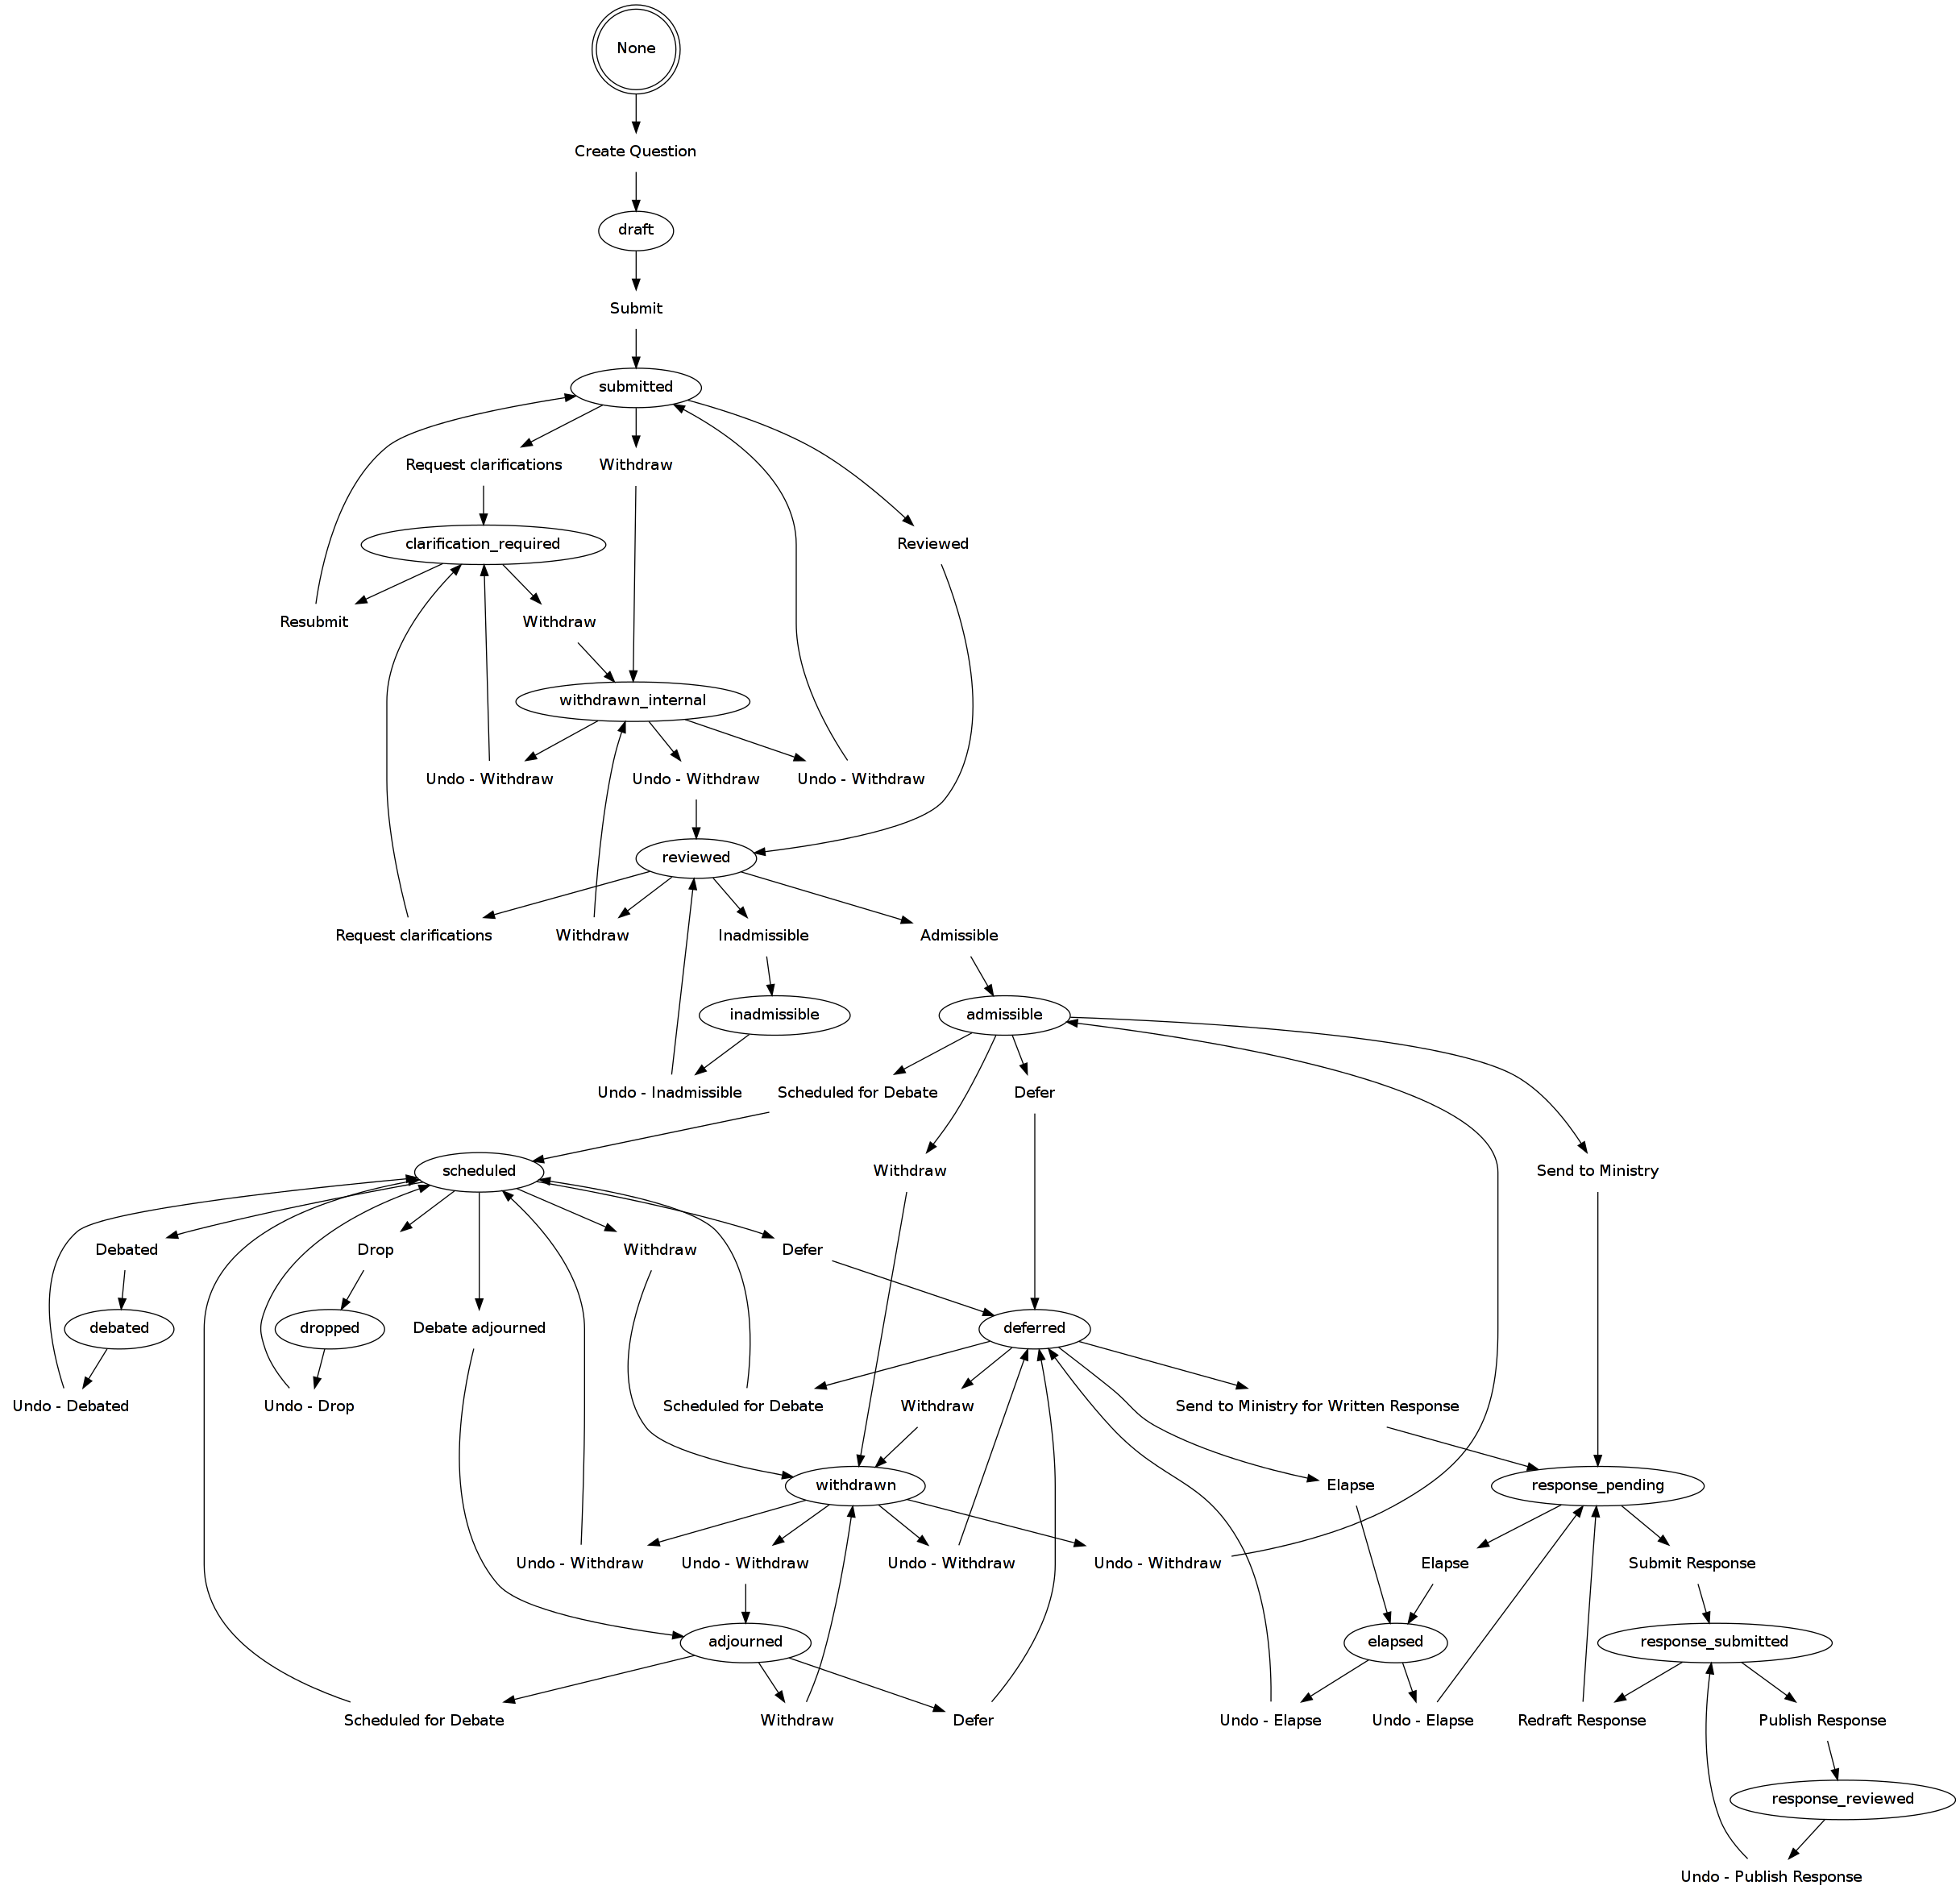 None
Create Question
draft
Submit
submitted
Request clarifications
Withdraw
Reviewed
clarification_required
Resubmit
Withdraw
withdrawn_internal
Undo - Withdraw
Undo - Withdraw
Undo - Withdraw
reviewed
Request clarifications
Withdraw
Inadmissible
Admissible
inadmissible
admissible
Undo - Inadmissible
Scheduled for Debate
Defer
scheduled
Withdraw
Send to Ministry
Debated
Drop
Withdraw
Defer
debated
dropped
Debate adjourned
deferred
Undo - Debated
Undo - Drop
Scheduled for Debate
Withdraw
Send to Ministry for Written Response
withdrawn
Elapse
response_pending
Undo - Withdraw
Undo - Withdraw
Undo - Withdraw
Undo - Withdraw
Elapse
Submit Response
adjourned
elapsed
response_submitted
Scheduled for Debate
Withdraw
Defer
Undo - Elapse
Undo - Elapse
Redraft Response
Publish Response
response_reviewed
Undo - Publish Response